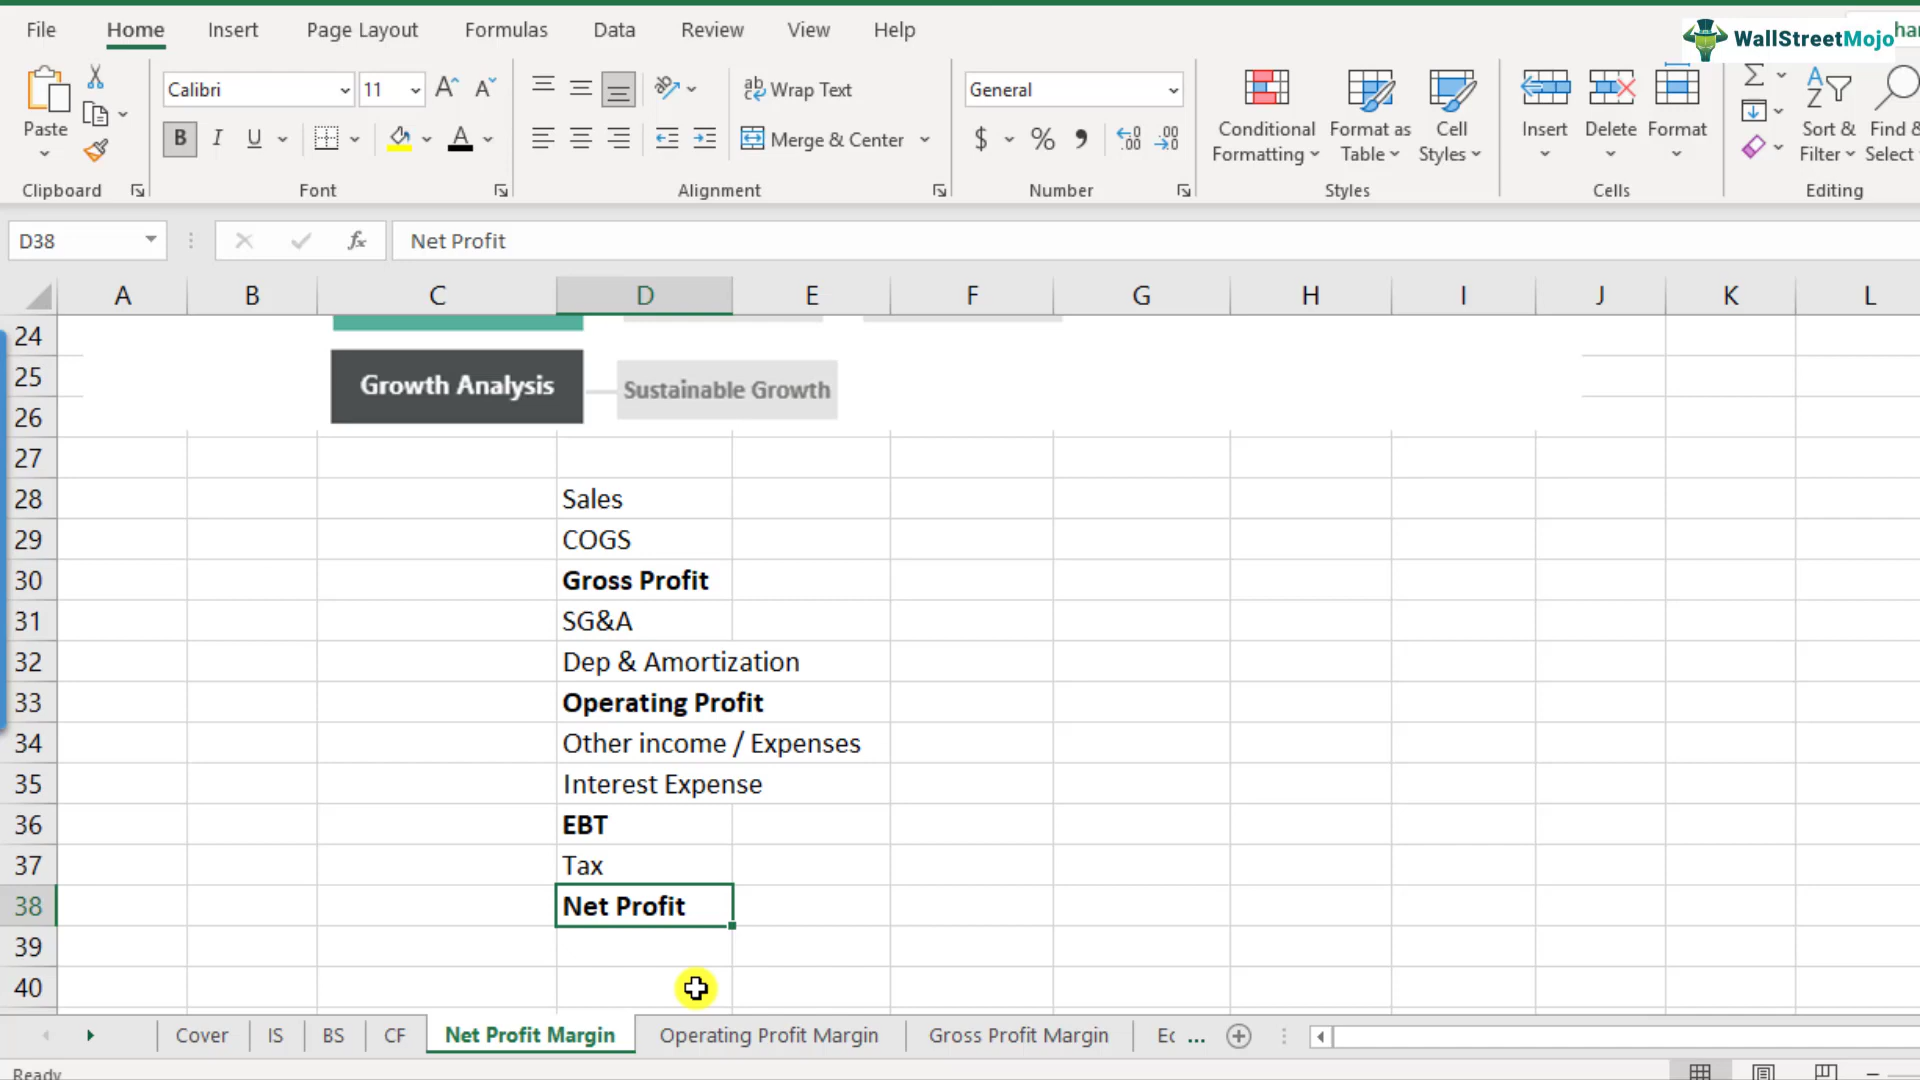 File Home Insert Page Layout Formulas Data Review View Help
WallStreetMojo
Calibri 11 Wrap Text General
Paste B I U Merge & Center $ %
Conditional Formatting Format as Table Cell Styles Insert Delete Format Sort & Filter Find & Select
Clipboard Font Alignment Number Styles Cells Editing
D38 fx Net Profit
A B C D E F G H I J K L
24
25 Growth Analysis Sustainable Growth
26
27
28 Sales
29 COGS
30 Gross Profit
31 SG&A
32 Dep & Amortization
33 Operating Profit
34 Other income / Expenses
35 Interest Expense
36 EBT
37 Tax
38 Net Profit
39
40
Cover IS BS CF Net Profit Margin Operating Profit Margin Gross Profit Margin ...
Ready